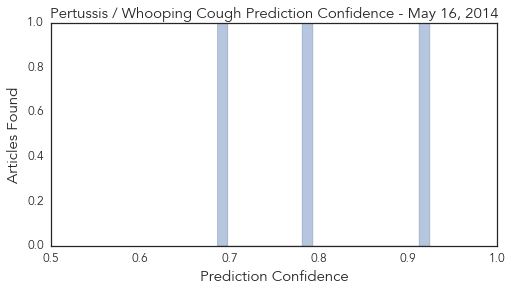 Pertussis / Whooping Cough Prediction Confidence - May 16, 2014
Articles Found
1.0
0.8
0.6
0.4
0.2
0.0
0.5 0.6 0.7 0.8 0.9 1.0
Prediction Confidence